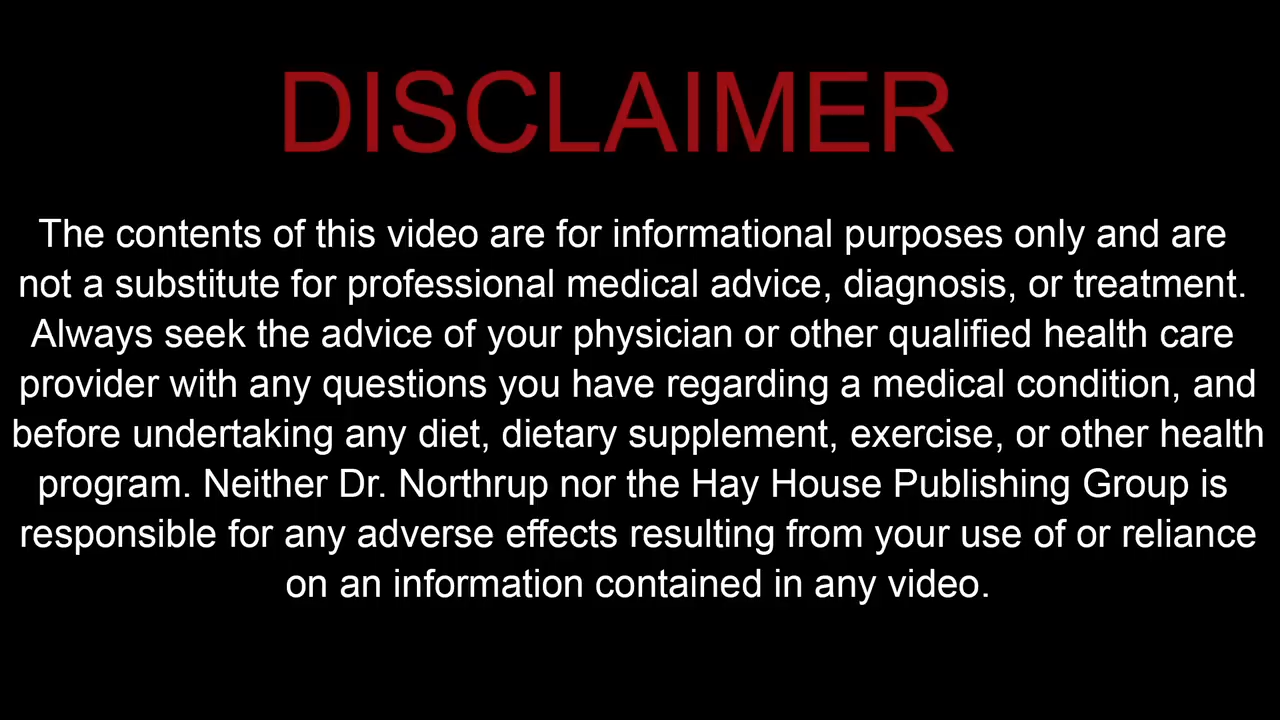 DISCLAIMER
The contents of this video are for informational purposes only and are
not a substitute for professional medical advice, diagnosis, or treatment.
Always seek the advice of your physician or other qualified health care
provider with any questions you have regarding a medical condition, and
before undertaking any diet, dietary supplement, exercise, or other health
program. Neither Dr. Northrup nor the Hay House Publishing Group is
responsible for any adverse effects resulting from your use of or reliance
on an information contained in any video.